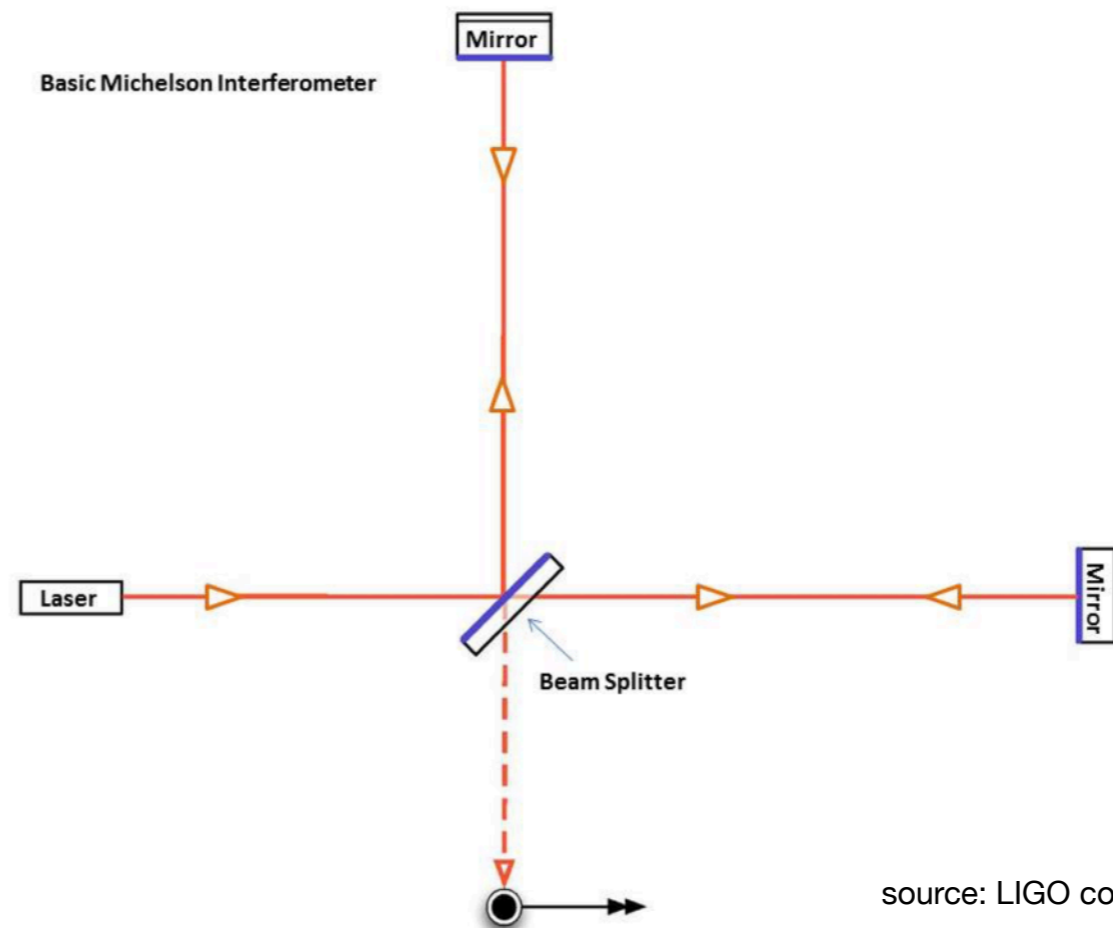 Mirror
Basic Michelson Interferometer
Laser
Mirror
Beam Splitter
source: LIGO co